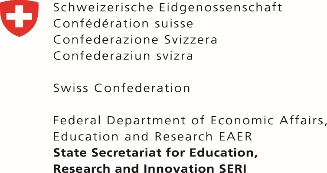 Schweizerische Eidgenossenschaft
Confédération suisse
Confederazione Svizzera
Confederaziun svizra
Swiss Confederation
Federal Department of Economic Affairs,
Education and Research EAER
State Secretariat for Education,
Research and Innovation SERI